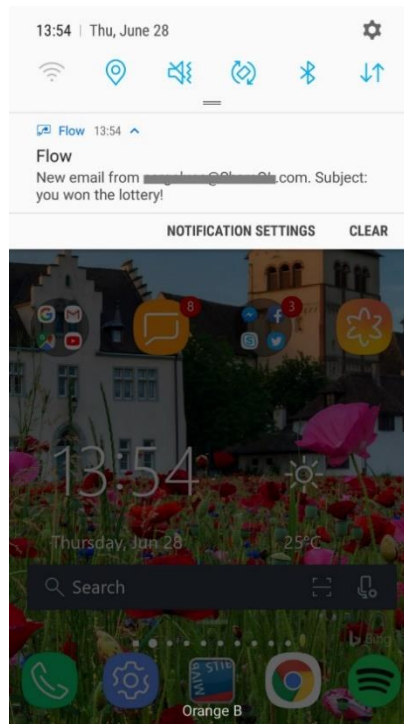 13:54 | Thu, June 28
Flow 13:54
Flow
New email from .com. Subject:
you won the lottery!
NOTIFICATION SETTINGS CLEAR
8 3
13:54
Thursday, Jun 28 25°C
Search
Bing
Orange B